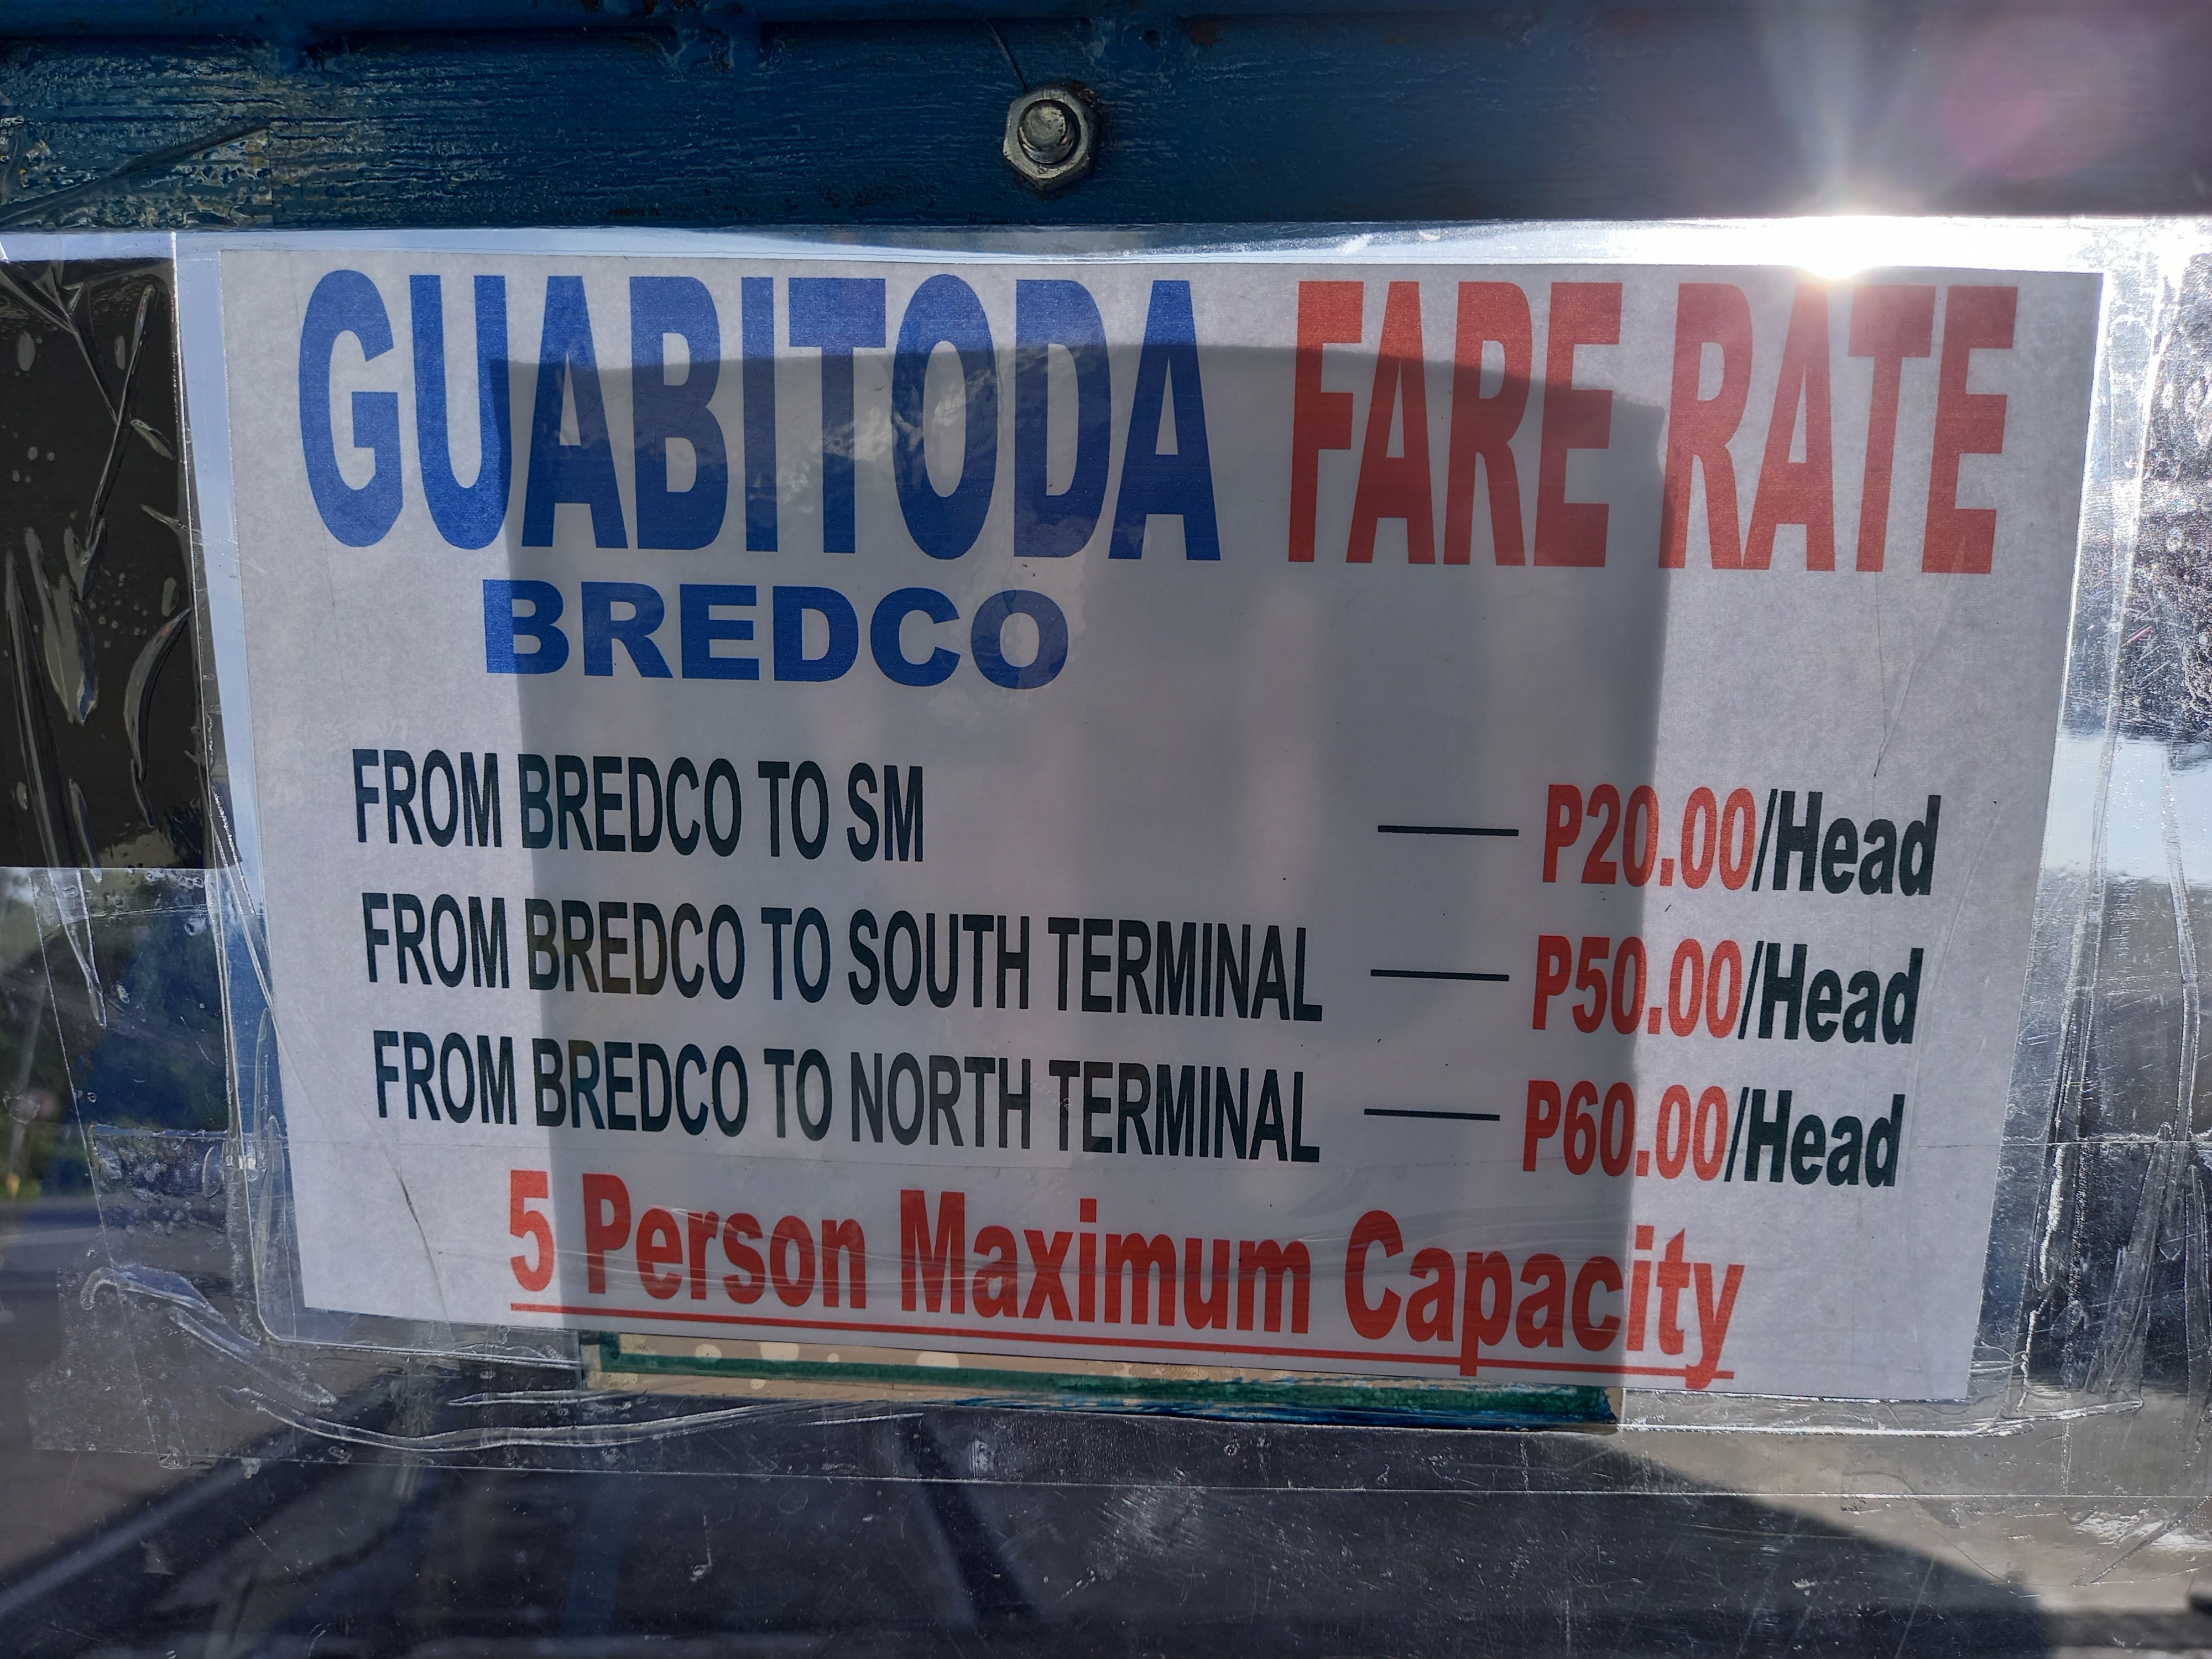 GUABITODA FARE RATE
BREDCO
FROM BREDCO TO SM — P20.00/Head
FROM BREDCO TO SOUTH TERMINAL — P50.00/Head
FROM BREDCO TO NORTH TERMINAL — P60.00/Head
5 Person Maximum Capacity